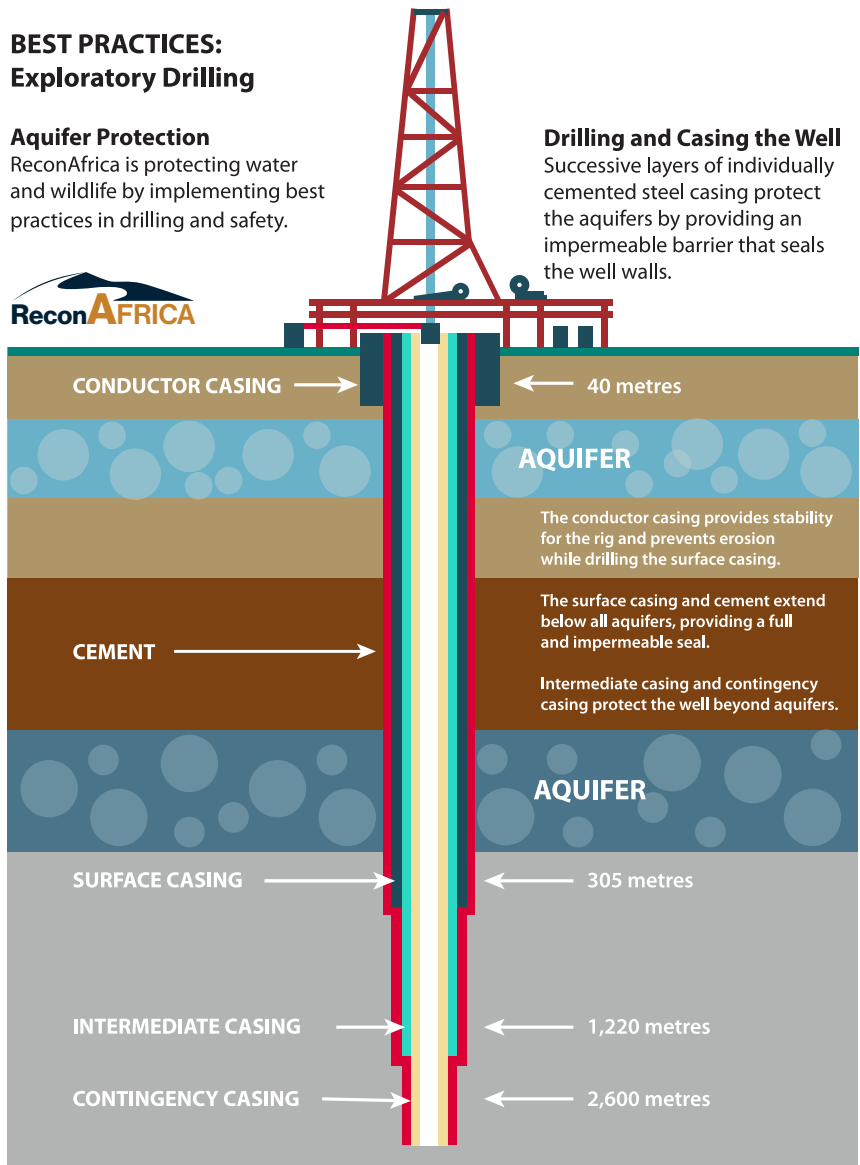 BEST PRACTICES:
Exploratory Drilling
Aquifer Protection
ReconAfrica is protecting water
and wildlife by implementing best
practices in drilling and safety.
ReconAFRICA
Drilling and Casing the Well
Successive layers of individually
cemented steel casing protect
the aquifers by providing an
impermeable barrier that seals
the well walls.
CONDUCTOR CASING
40 metres
AQUIFER
The conductor casing provides stability
for the rig and prevents erosion
while drilling the surface casing.
The surface casing and cement extend
below all aquifers, providing a full
and impermeable seal.
CEMENT
Intermediate casing and contingency
casing protect the well beyond aquifers.
AQUIFER
SURFACE CASING
305 metres
INTERMEDIATE CASING
1,220 metres
CONTINGENCY CASING
2,600 metres